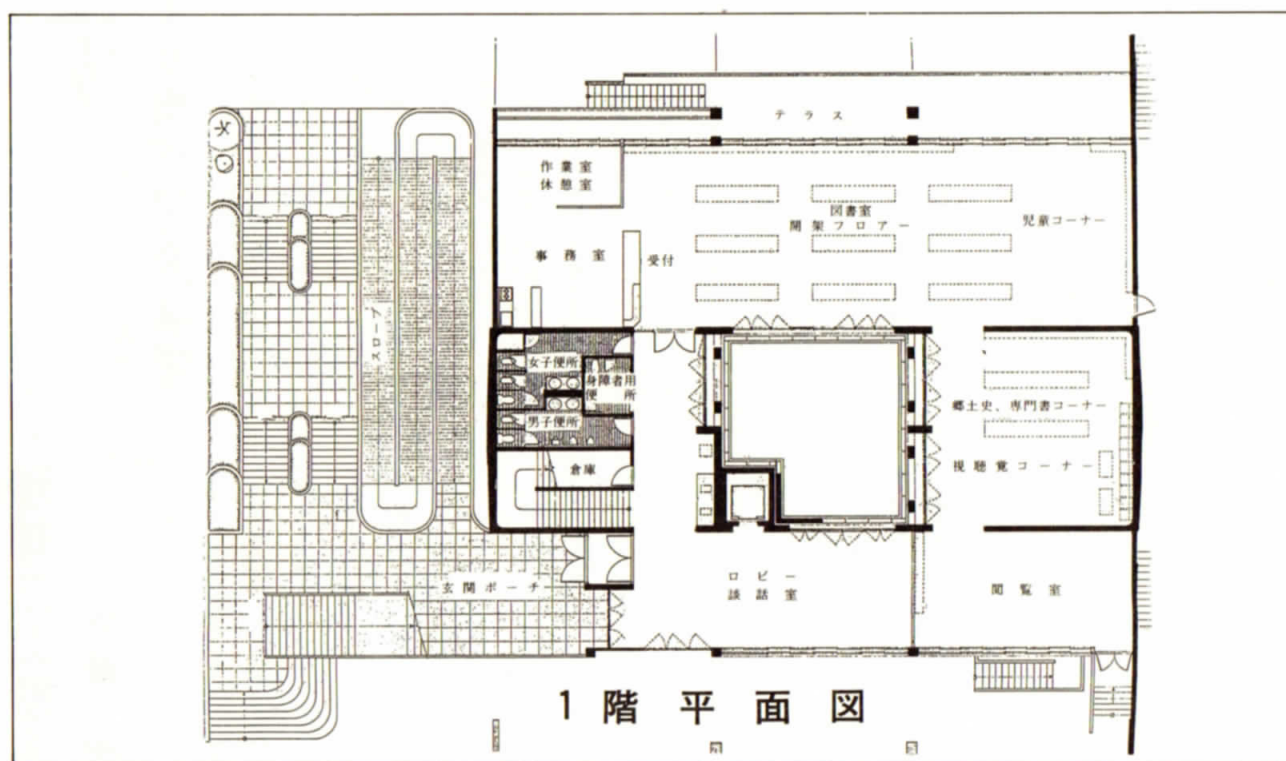 テラス
作業室
休憩室
図書室
開架フロアー
児童コーナー
事務室
受付
スロープ
女子便所
身障者用
便所
男子便所
倉庫
郷土史、専門書コーナー
視聴覚コーナー
玄関ポーチ
ロビー
談話室
閲覧室
1階平面図